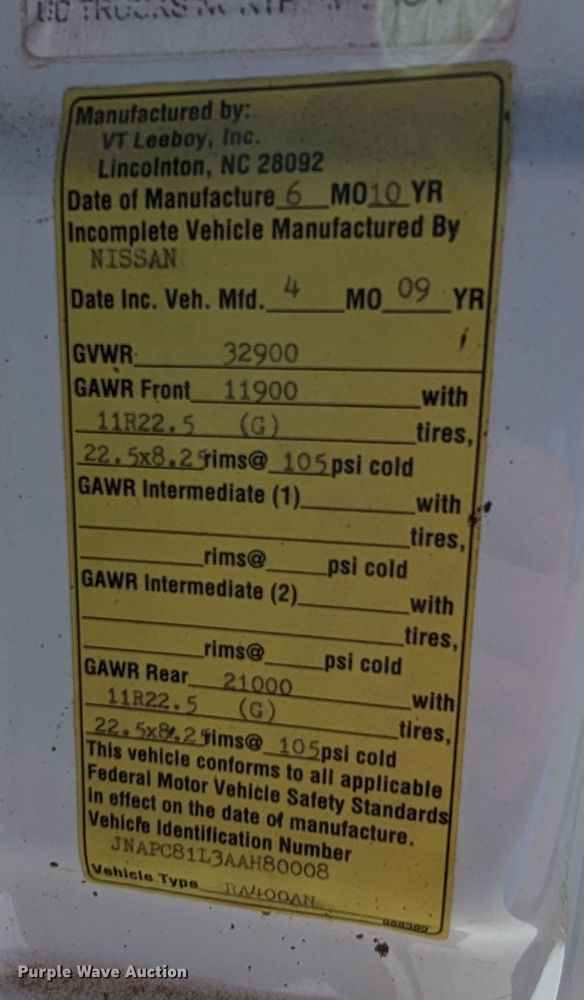 UD TRUCKS
Manufactured by:
VT Leeboy, Inc.
Lincolnton, NC 28092
Date of Manufacture 6 MO 10 YR
Incomplete Vehicle Manufactured By
NISSAN
Date Inc. Veh. Mfd. 4 MO 09 YR
GVWR 32900
GAWR Front 11900 with
11R22.5 (G) tires,
22.5x8.25 rims@ 105 psi cold
GAWR Intermediate (1) with
tires,
rims@ psi cold
GAWR Intermediate (2) with
tires,
rims@ psi cold
GAWR Rear 21000 with
11R22.5 (G) tires,
22.5x8.25 rims@ 105 psi cold
This vehicle conforms to all applicable
Federal Motor Vehicle Safety Standards
in effect on the date of manufacture.
Vehicle Identification Number
JNAPC81L3AAH80008
Vehicle Type RA400AN
Purple Wave Auction